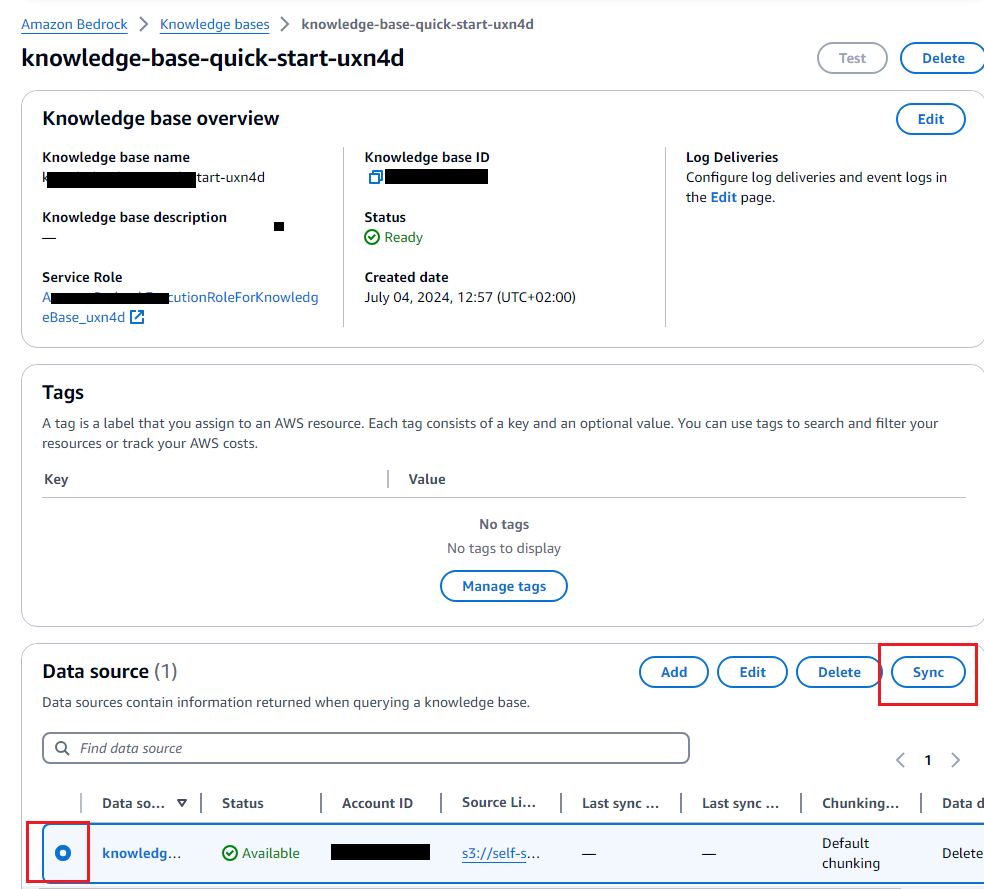 Amazon Bedrock > Knowledge bases > knowledge-base-quick-start-uxn4d
knowledge-base-quick-start-uxn4d
Test
Delete
Knowledge base overview
Edit
Knowledge base name
tart-uxn4d
Knowledge base description
—
Service Role
cutionRoleForKnowledg
eBase_uxn4d
Knowledge base ID
Status
Ready
Created date
July 04, 2024, 12:57 (UTC+02:00)
Log Deliveries
Configure log deliveries and event logs in
the Edit page.
Tags
A tag is a label that you assign to an AWS resource. Each tag consists of a key and an optional value. You can use tags to search and filter your
resources or track your AWS costs.
Key Value
No tags
No tags to display
Manage tags
Data source (1)
Add
Edit
Delete
Sync
Data sources contain information returned when querying a knowledge base.
Find data source
1
Data so... Status Account ID Source Li... Last sync ... Last sync ... Chunking... Data d
knowledg... Available s3://self-s... — — Default Delete
chunking